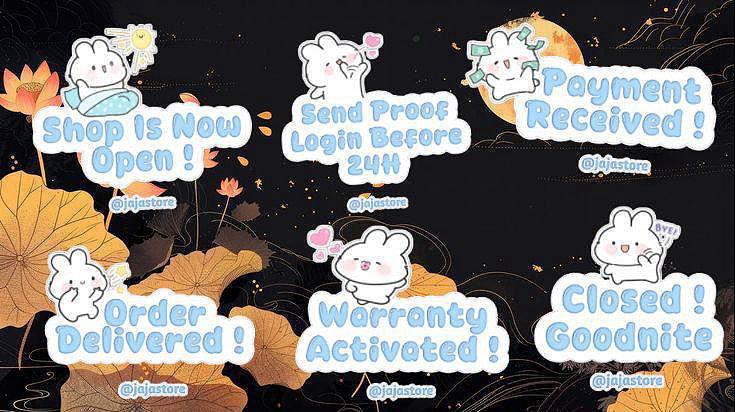 Shop Is Now
Open !
@jajastore
Send Proof
Login Before
24H
@jajastore
Payment
Received !
@jajastore
Order
Delivered !
@jajastore
Warranty
Activated !
@jajastore
BYE!
Closed !
Goodnite
@jajastore